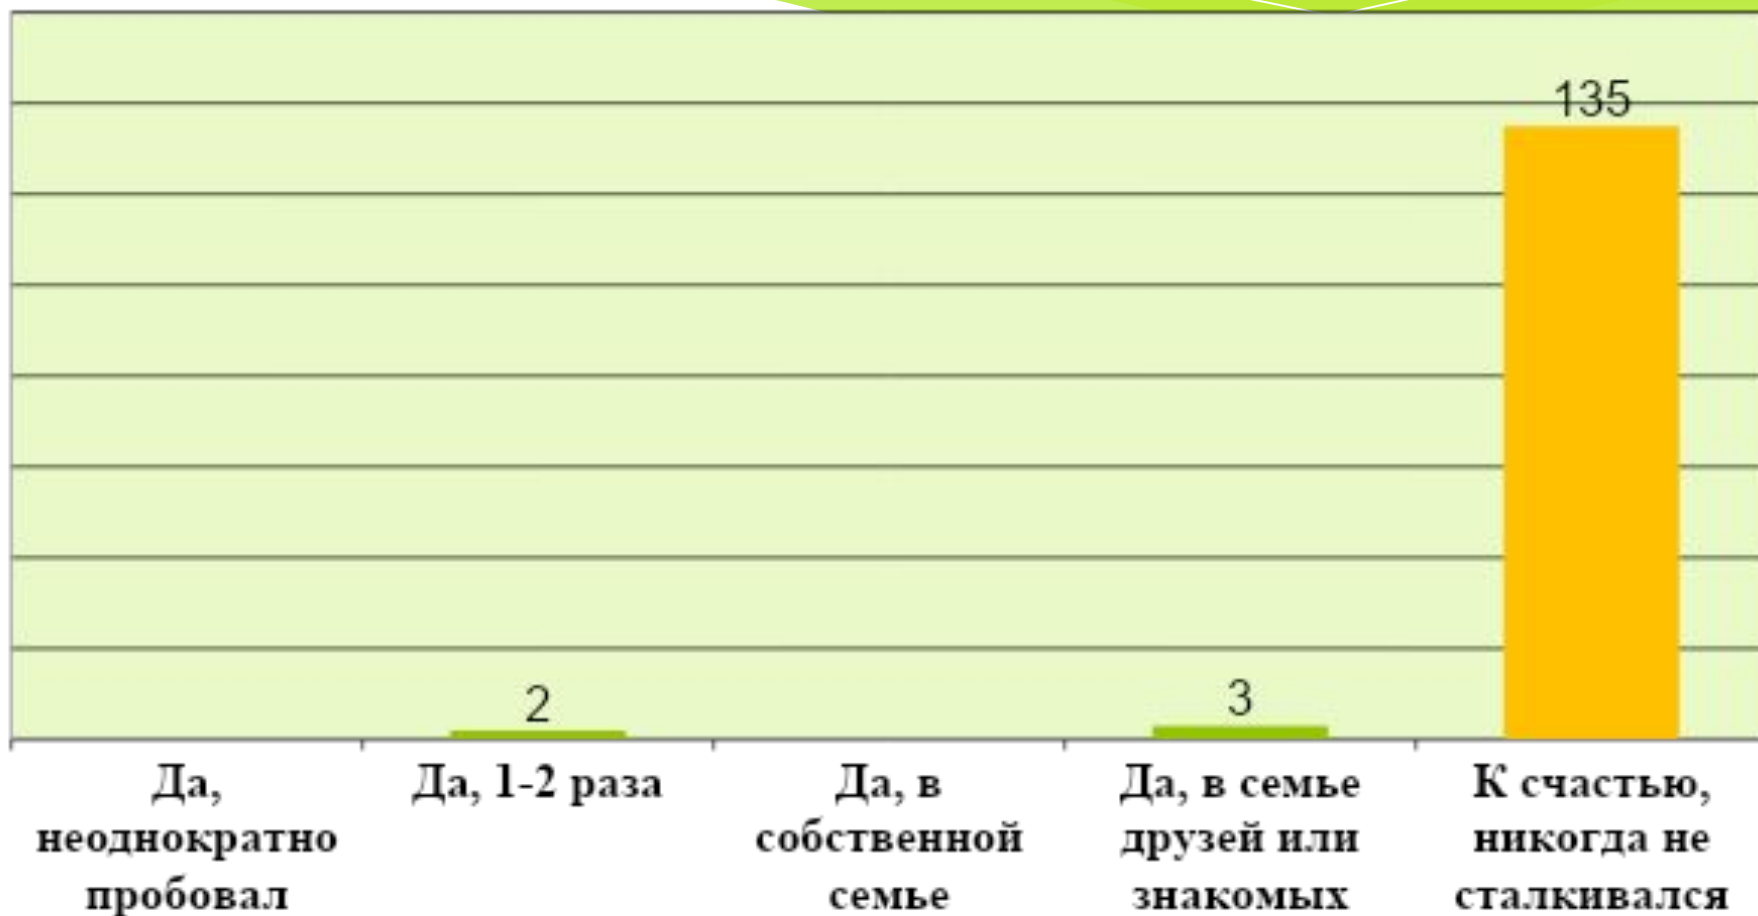 135
2
3
Да,
неоднократно
пробовал
Да, 1-2 раза
Да, в
собственной
семье
Да, в семье
друзей или
знакомых
К счастью,
никогда не
сталкивался